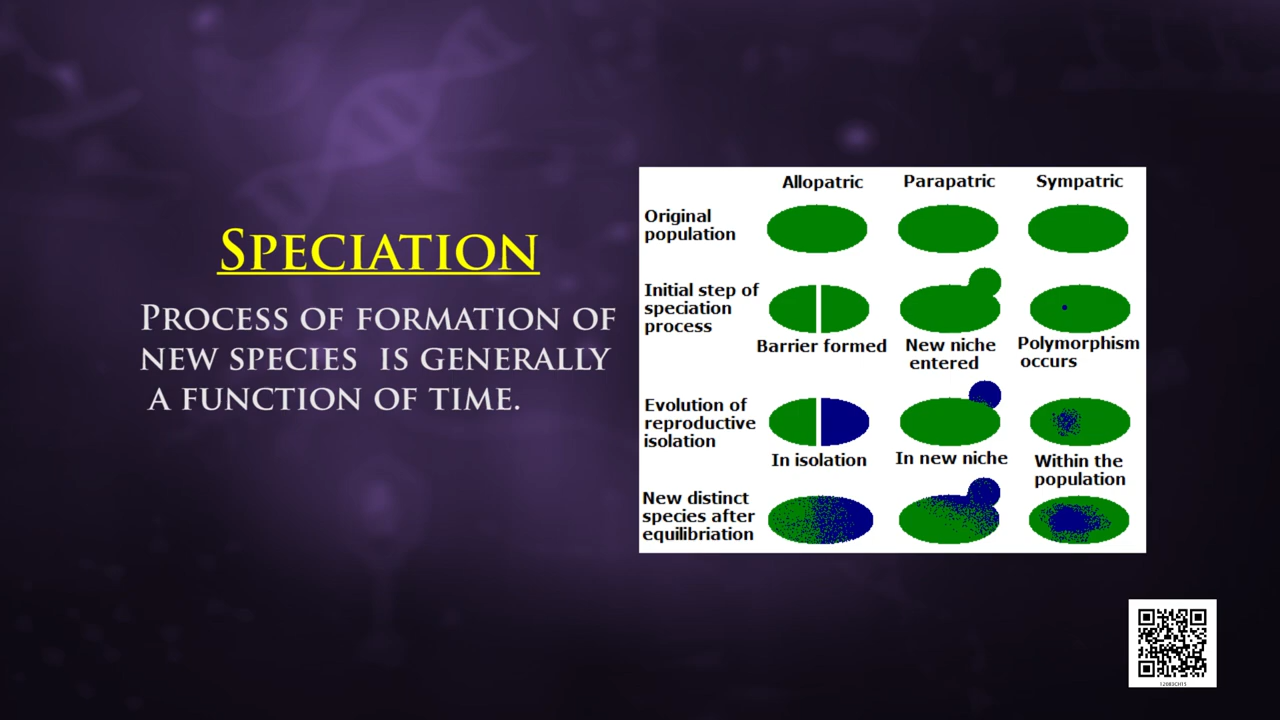 SPECIATION
PROCESS OF FORMATION OF
NEW SPECIES IS GENERALLY
A FUNCTION OF TIME.
Allopatric Parapatric Sympatric
Original
population
Initial step of
speciation
process
Barrier formed
New niche
entered
Polymorphism
occurs
Evolution of
reproductive
isolation
In isolation
In new niche
Within the
population
New distinct
species after
equilibriation
12083CH15